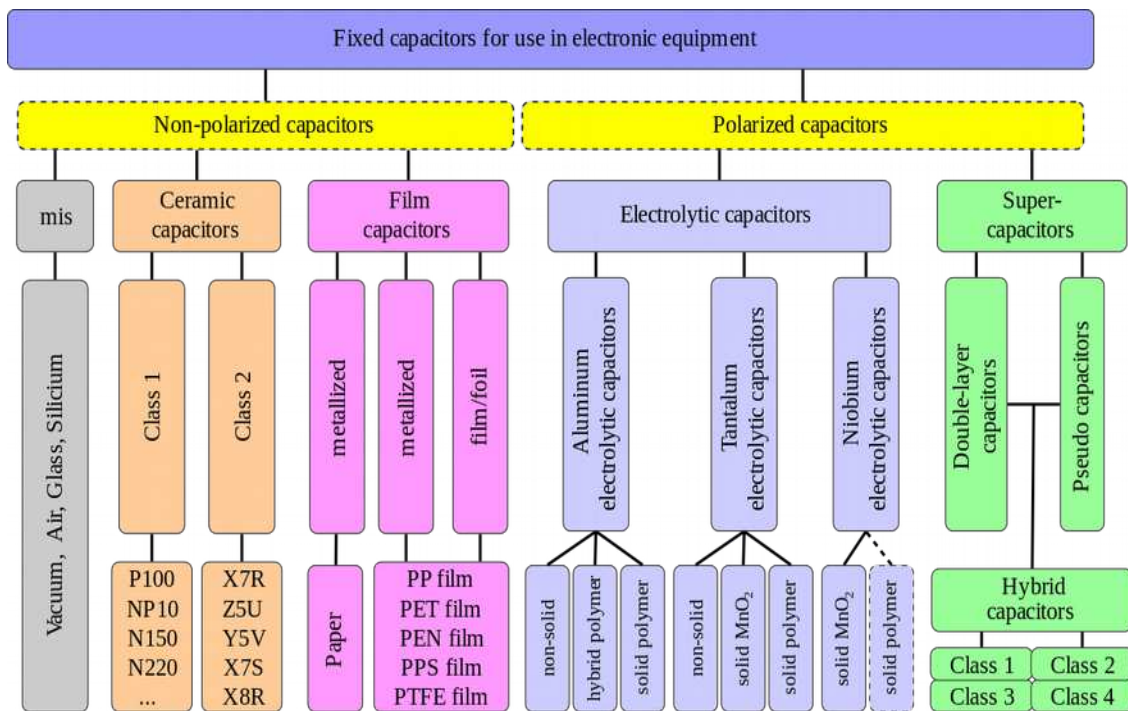 Fixed capacitors for use in electronic equipment
Non-polarized capacitors
Polarized capacitors
mis
Ceramic
capacitors
Film
capacitors
Electrolytic capacitors
Super-
capacitors
Vacuum, Air, Glass, Silicium
Class 1
Class 2
metallized
metallized
film/foil
Aluminum
electrolytic capacitors
Tantalum
electrolytic capacitors
Niobium
electrolytic capacitors
Double-layer
capacitors
Pseudo capacitors
P100
NP10
N150
N220
...
X7R
Z5U
Y5V
X7S
X8R
Paper
PP film
PET film
PEN film
PPS film
PTFE film
non-solid
hybrid polymer
solid polymer
non-solid
solid MnO₂
solid polymer
solid MnO₂
solid polymer
Hybrid
capacitors
Class 1
Class 2
Class 3
Class 4